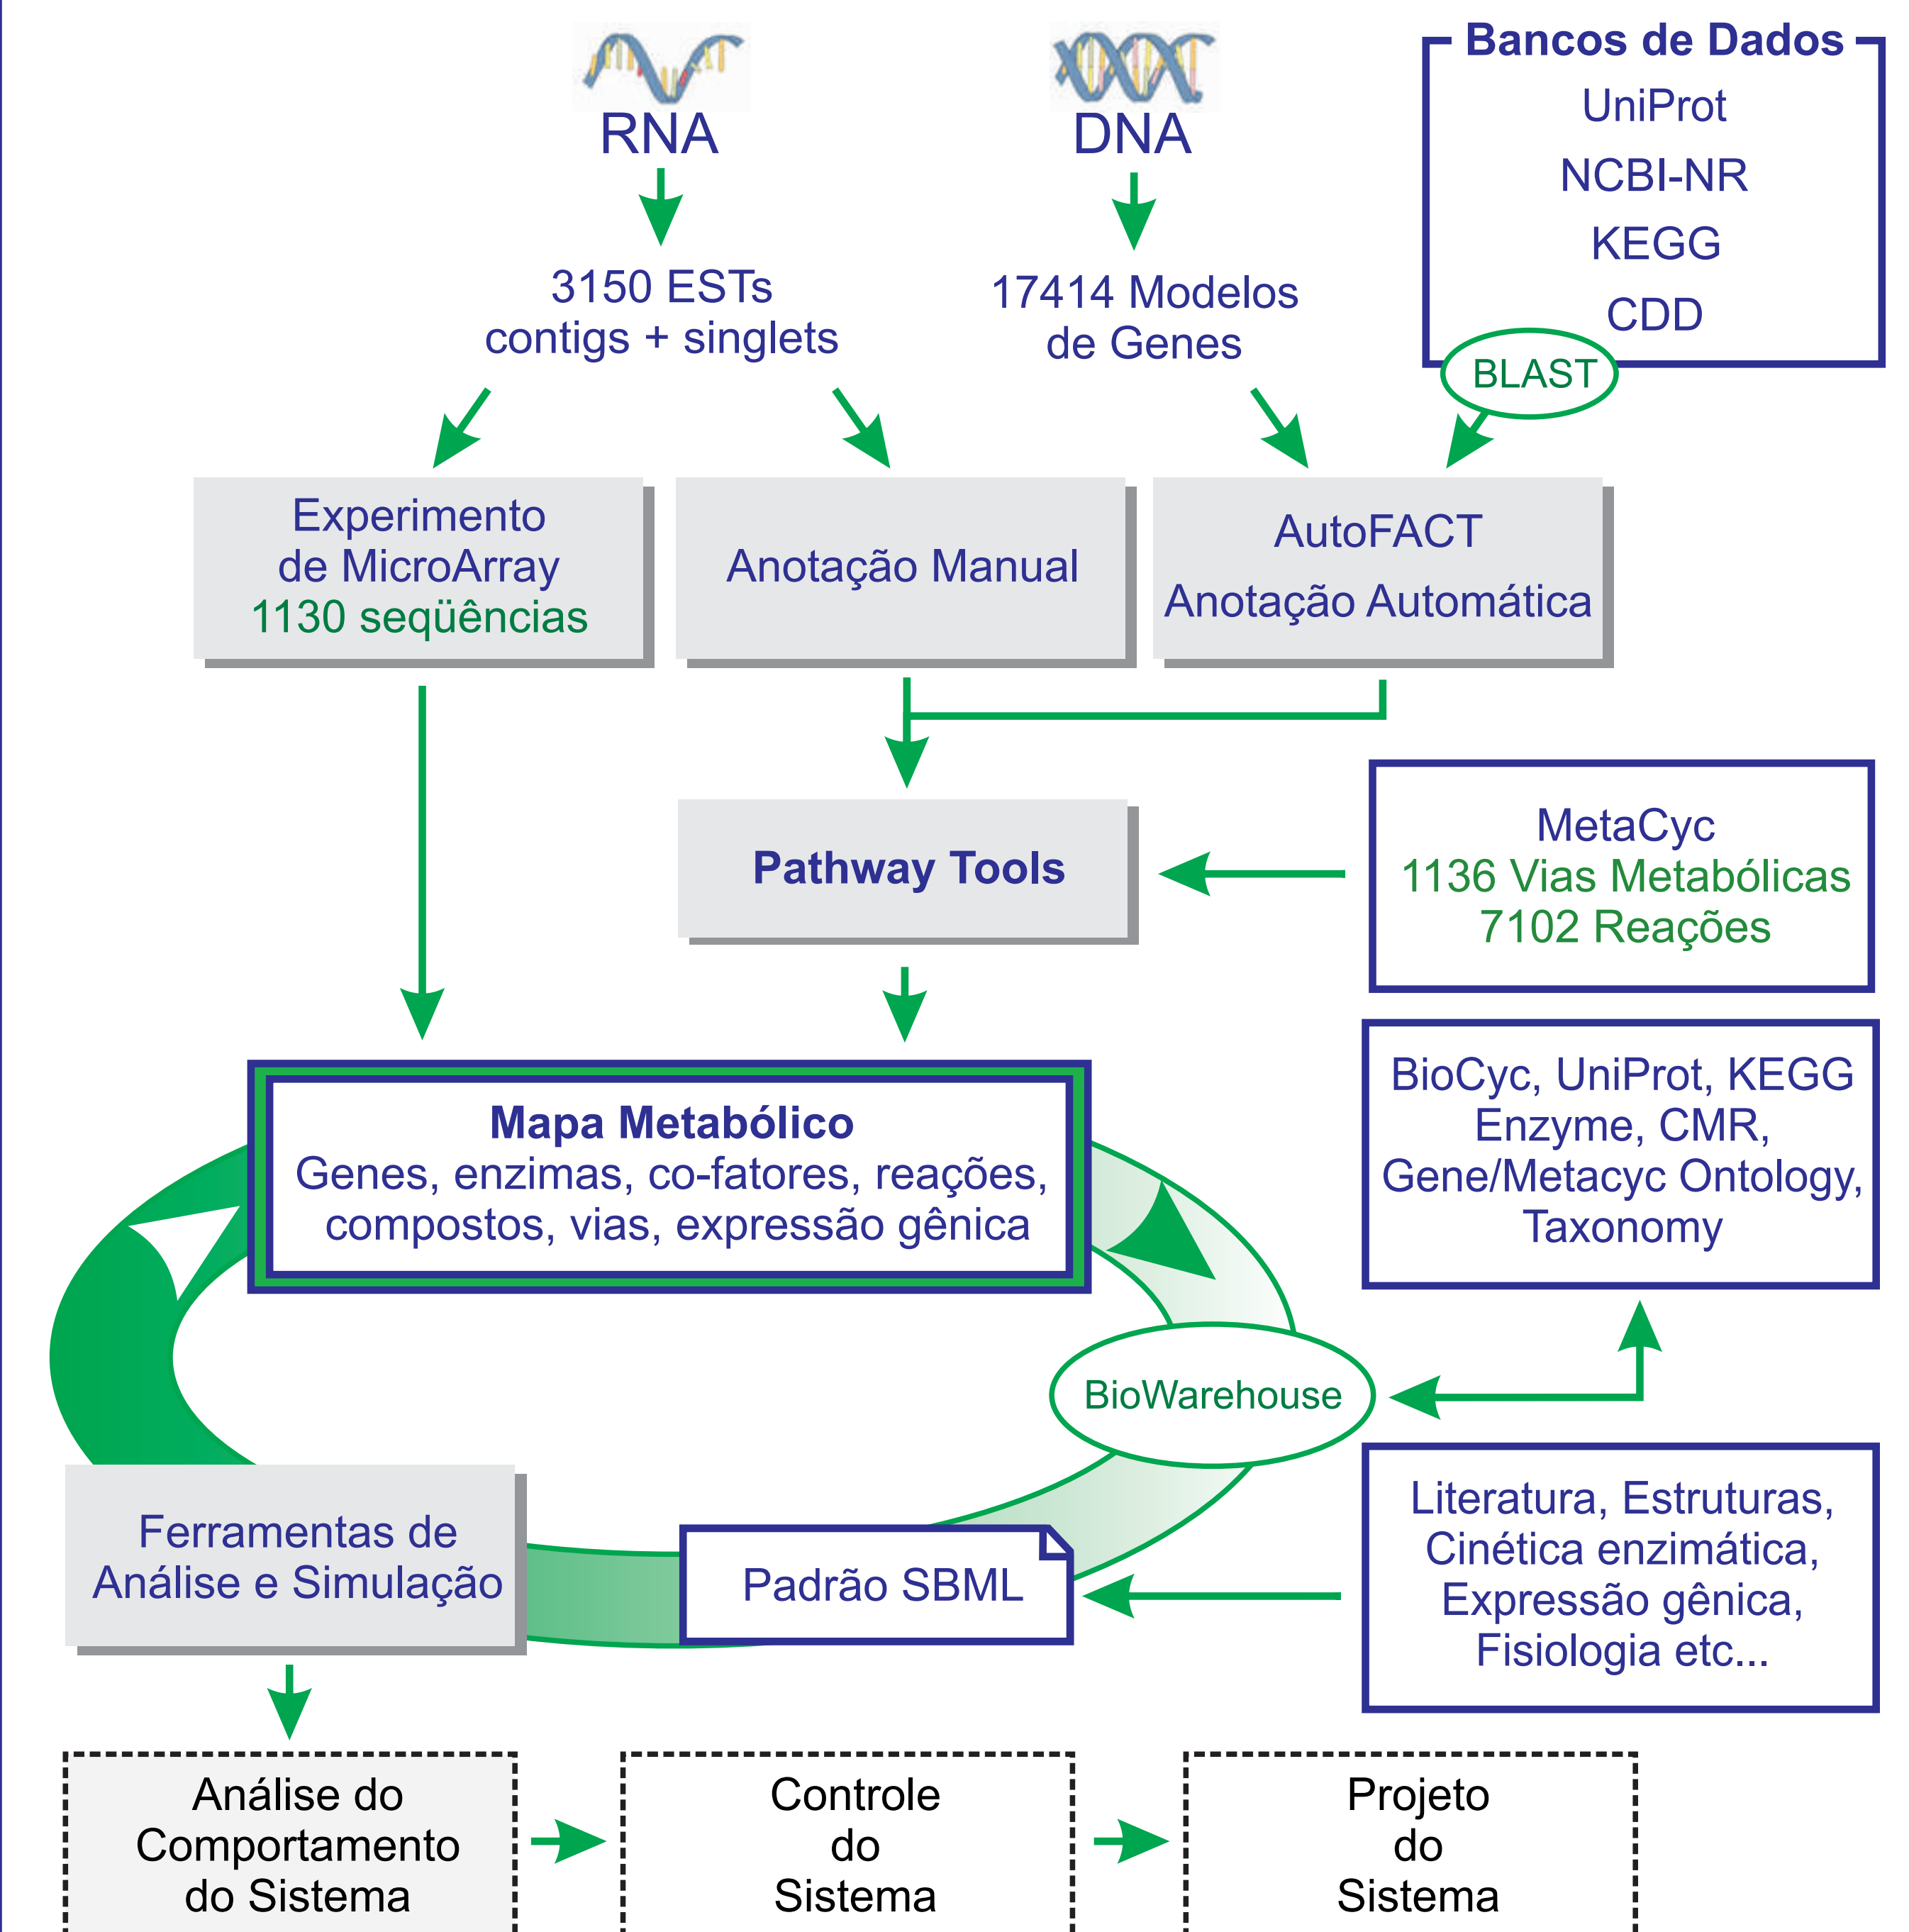 RNA
DNA
Bancos de Dados
UniProt
NCBI-NR
KEGG
CDD
BLAST
3150 ESTs
contigs + singlets
17414 Modelos
de Genes
Experimento
de MicroArray
1130 seqüências
Anotação Manual
AutoFACT
Anotação Automática
Pathway Tools
MetaCyc
1136 Vias Metabólicas
7102 Reações
Mapa Metabólico
Genes, enzimas, co-fatores, reações,
compostos, vias, expressão gênica
BioCyc, UniProt, KEGG
Enzyme, CMR,
Gene/Metacyc Ontology,
Taxonomy
BioWarehouse
Literatura, Estruturas,
Cinética enzimática,
Expressão gênica,
Fisiologia etc...
Ferramentas de
Análise e Simulação
Padrão SBML
Análise do
Comportamento
do Sistema
Controle
do
Sistema
Projeto
do
Sistema